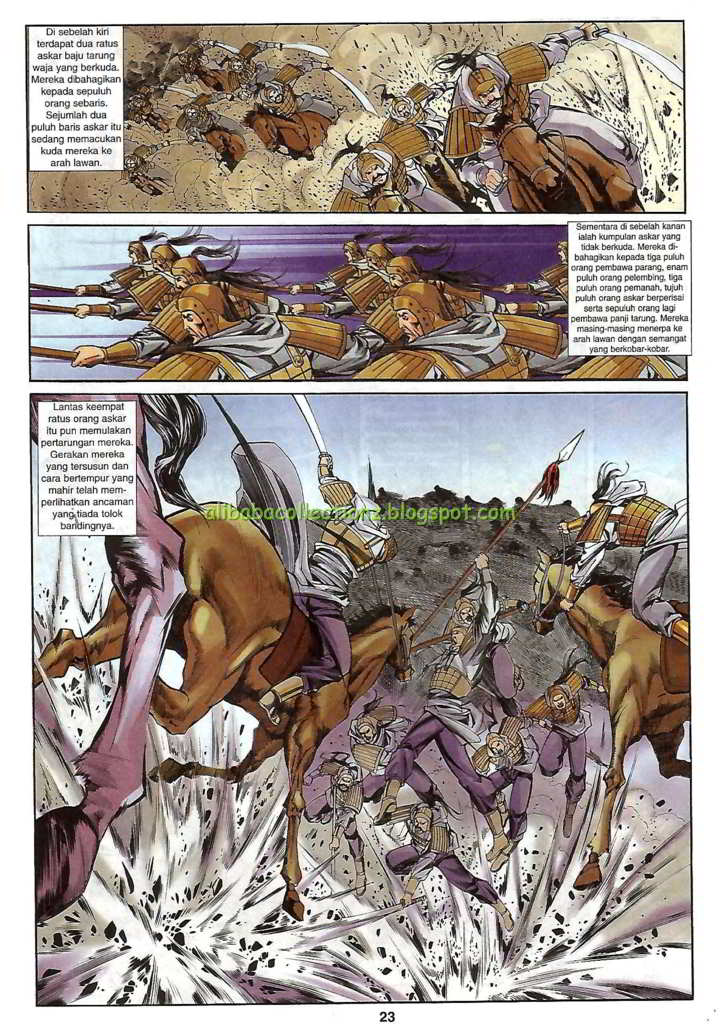 Di sebelah kiri
terdapat dua ratus
askar baju tarung
waja yang berkuda.
Mereka dibahagikan
kepada sepuluh
orang sebaris.
Sejumlah dua
puluh baris askar itu
sedang memacukan
kuda mereka ke
arah lawan.
Sementara di sebelah kanan
ialah kumpulan askar yang
tidak berkuda. Mereka di-
bahagikan kepada tiga puluh
orang pembawa parang, enam
puluh orang pelembing, tiga
puluh orang pemanah, tujuh
puluh orang askar berperisai
serta sepuluh orang lagi
pembawa panji tarung. Mereka
masing-masing menerpa ke
arah lawan dengan semangat
yang berkobar-kobar.
Lantas keempat
ratus orang askar
itu pun memulakan
pertarungan mereka.
Gerakan mereka
yang tersusun dan
cara bertempur yang
mahir telah mem-
perlihatkan ancaman
yang tiada tolok
bandingnya.
alibabacollectionz.blogspot.com
23